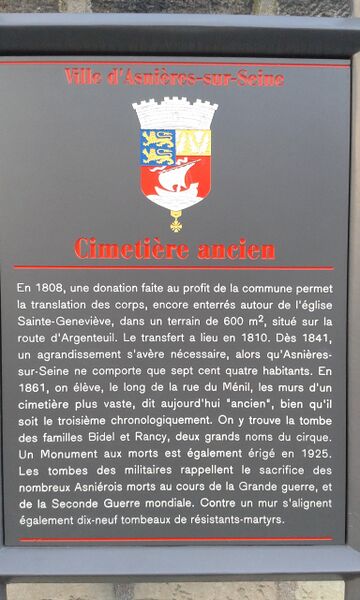 Ville d'Asnières-sur-Seine
Cimetière ancien
En 1808, une donation faite au profit de la commune permet
la translation des corps, encore enterrés autour de l'église
Sainte-Geneviève, dans un terrain de 600 m², situé sur la
route d'Argenteuil. Le transfert a lieu en 1810. Dès 1841,
un agrandissement s'avère nécessaire, alors qu'Asnières-
sur-Seine ne comporte que sept cent quatre habitants. En
1861, on élève, le long de la rue du Ménil, les murs d'un
cimetière plus vaste, dit aujourd'hui "ancien", bien qu'il
soit le troisième chronologiquement. On y trouve la tombe
des familles Bidel et Rancy, deux grands noms du cirque.
Un Monument aux morts est également érigé en 1925.
Les tombes des militaires rappellent le sacrifice des
nombreux Asniérois morts au cours de la Grande guerre, et
de la Seconde Guerre mondiale. Contre un mur s'alignent
également dix-neuf tombeaux de résistants-martyrs.